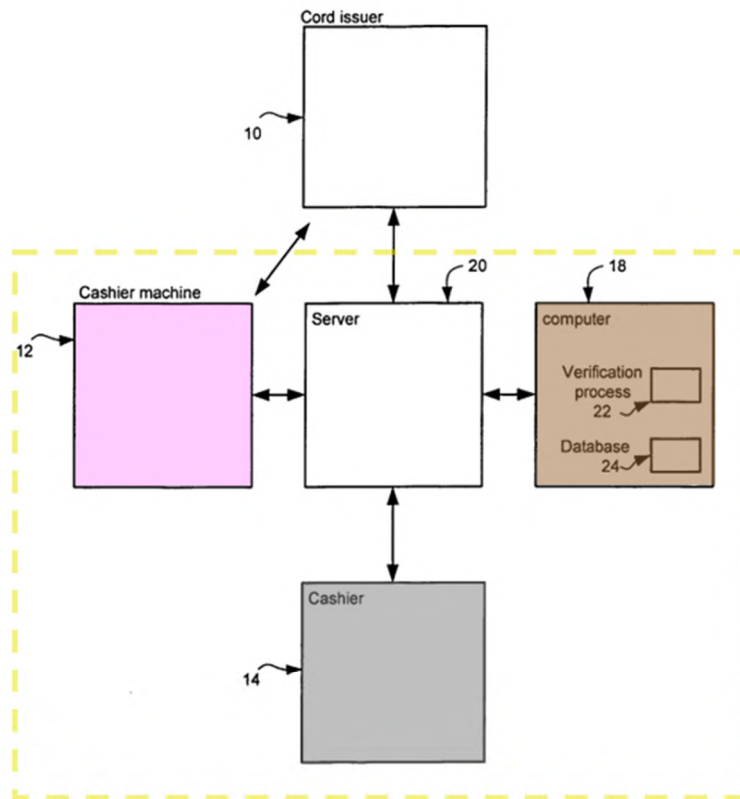 Cord issuer
10
20
18
Cashier machine
Server
computer
12
Verification
process
22
Database
24
Cashier
14